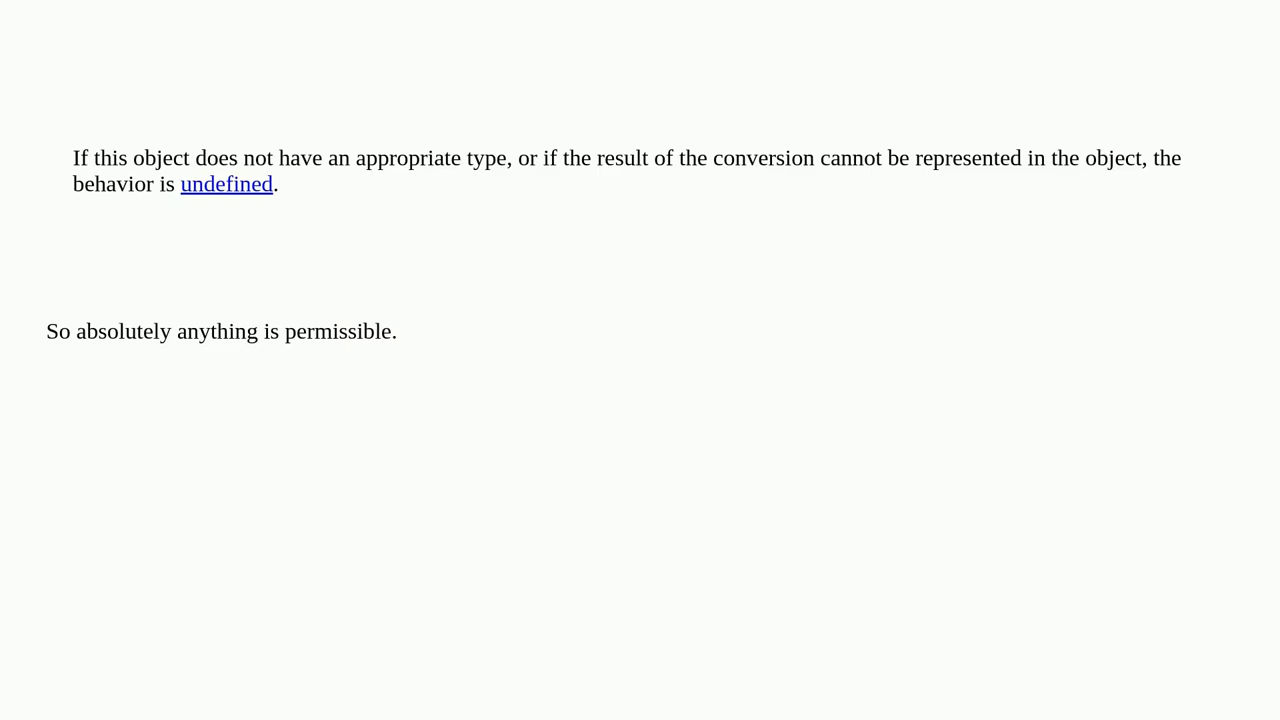 If this object does not have an appropriate type, or if the result of the conversion cannot be represented in the object, the
behavior is undefined.
So absolutely anything is permissible.